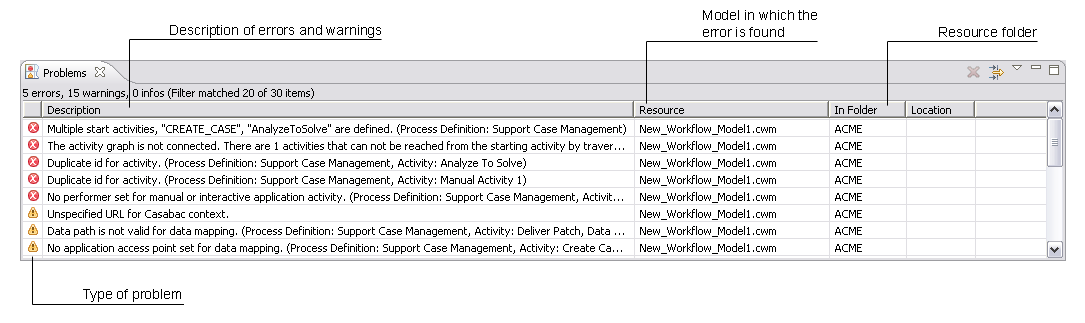 Model in which the
Description of errors and warnings
error is found
Resource folder
Problems
5 errors, 15 warnings, 0 infos (Filter matched 20 of 30 items)
Description Resource In Folder Location
Multiple start activities, "CREATE_CASE", "AnalyzeToSolve" are defined. (Process Definition: Support Case Management) New_Workflow_Model1.cwm ACME
The activity graph is not connected. There are 1 activities that can not be reached from the starting activity by traver... New_Workflow_Model1.cwm ACME
Duplicate id for activity. (Process Definition: Support Case Management, Activity: Analyze To Solve) New_Workflow_Model1.cwm ACME
Duplicate id for activity. (Process Definition: Support Case Management, Activity: Manual Activity 1) New_Workflow_Model1.cwm ACME
No performer set for manual or interactive application activity. (Process Definition: Support Case Management, Activit... New_Workflow_Model1.cwm ACME
Unspecified URL for Casabac context. New_Workflow_Model1.cwm ACME
Data path is not valid for data mapping. (Process Definition: Support Case Management, Activity: Deliver Patch, Data ... New_Workflow_Model1.cwm ACME
No application access point set for data mapping. (Process Definition: Support Case Management, Activity: Create Ca... New_Workflow_Model1.cwm ACME
Type of problem